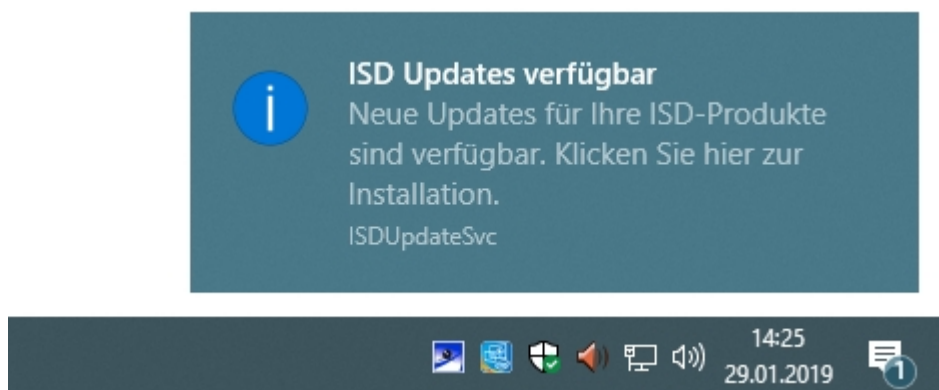 ISD Updates verfügbar
Neue Updates für Ihre ISD-Produkte
sind verfügbar. Klicken Sie hier zur
Installation.
ISDUpdateSvc
14:25
29.01.2019
1